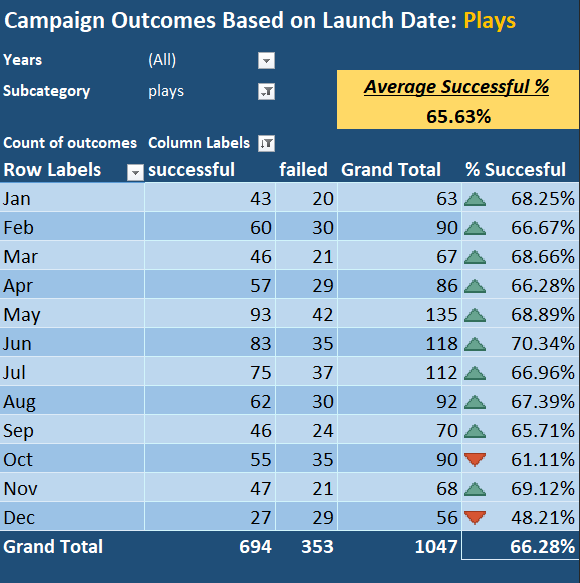 Campaign Outcomes Based on Launch Date: Plays
Years (All)
Subcategory plays
Average Successful %
65.63%
Count of outcomes Column Labels
Row Labels successful failed Grand Total % Succesful
Jan 43 20 63 68.25%
Feb 60 30 90 66.67%
Mar 46 21 67 68.66%
Apr 57 29 86 66.28%
May 93 42 135 68.89%
Jun 83 35 118 70.34%
Jul 75 37 112 66.96%
Aug 62 30 92 67.39%
Sep 46 24 70 65.71%
Oct 55 35 90 61.11%
Nov 47 21 68 69.12%
Dec 27 29 56 48.21%
Grand Total 694 353 1047 66.28%